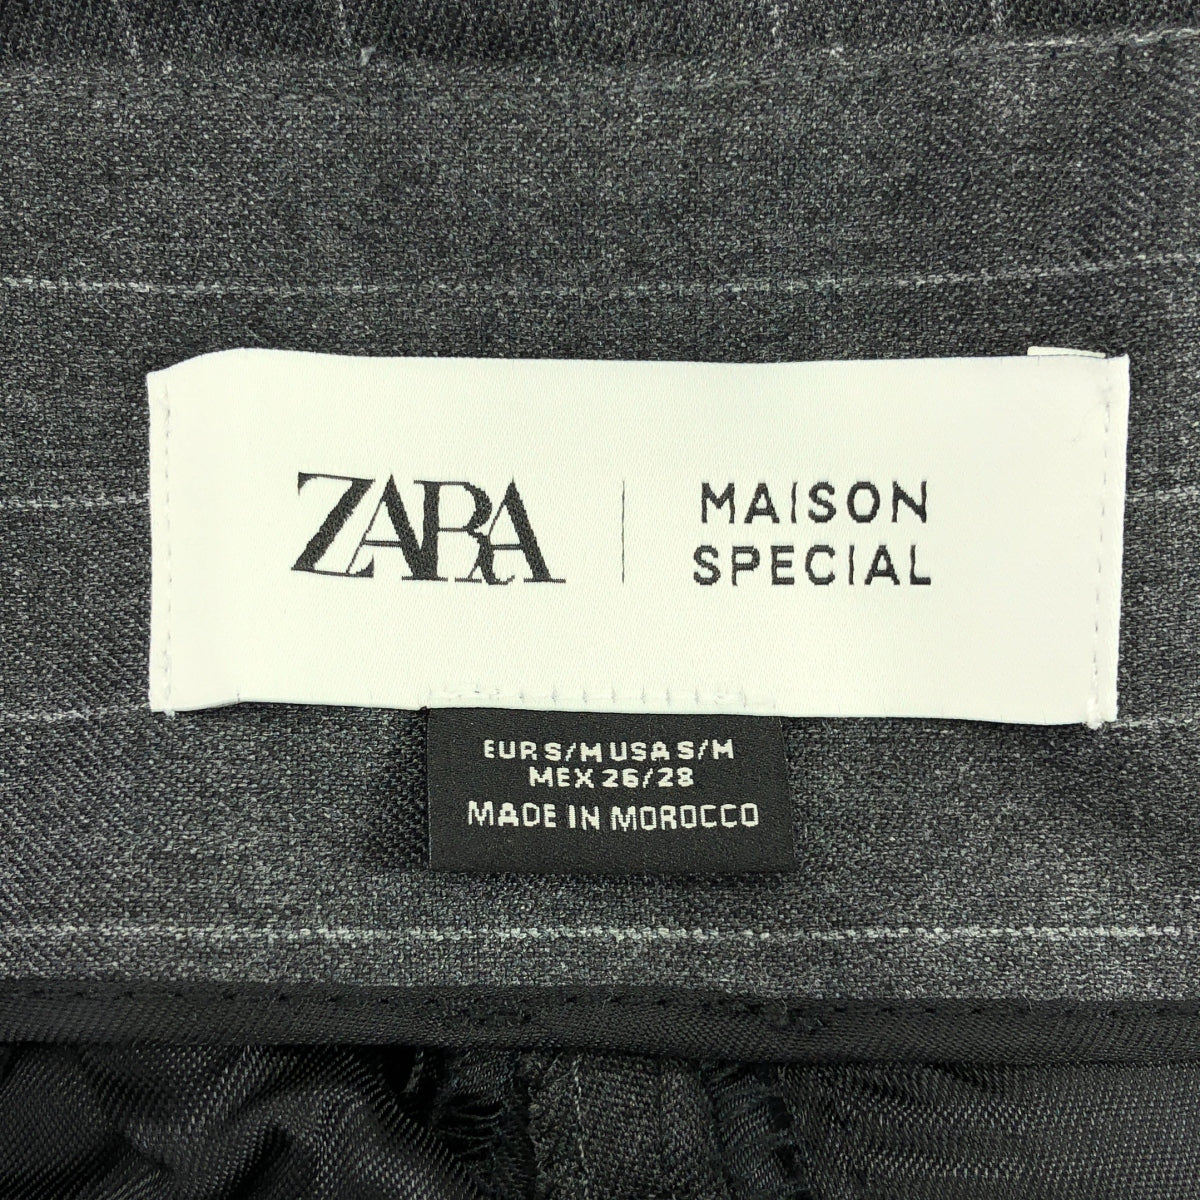 ZARA
MAISON
SPECIAL
EUR S/M USA S/M
MEX 26/28
MADE IN MOROCCO